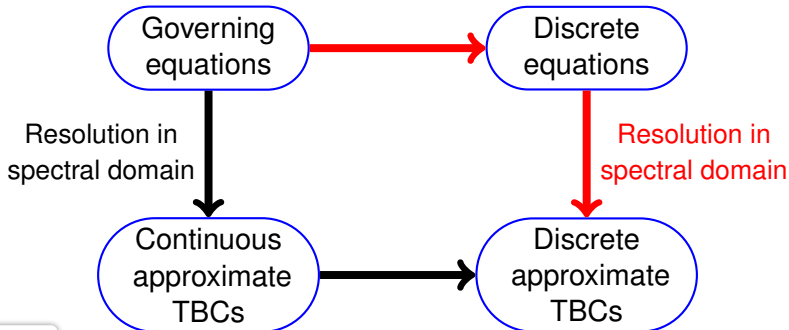 Governing
equations
Discrete
equations
Resolution in
spectral domain
Resolution in
spectral domain
Continuous
approximate
TBCs
Discrete
approximate
TBCs